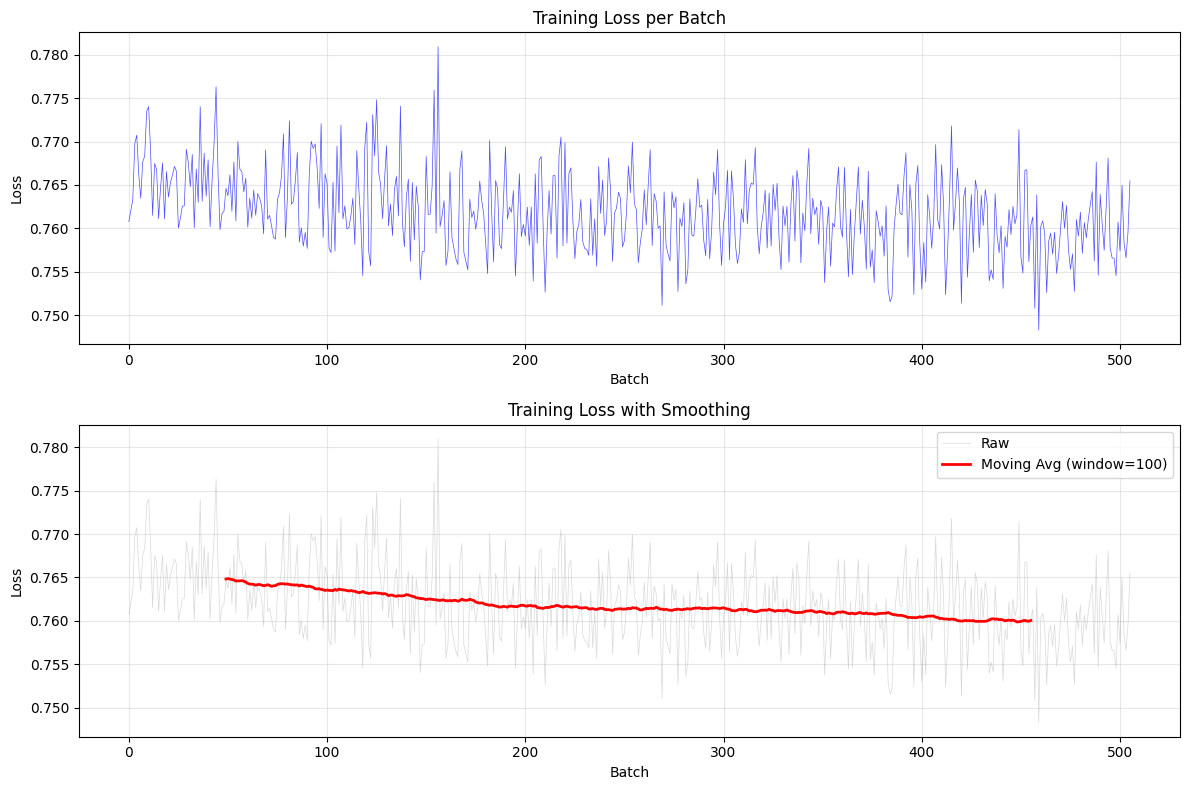 Training Loss per Batch
Loss
0.780
0.775
0.770
0.765
0.760
0.755
0.750
0 100 200 300 400 500
Batch
Training Loss with Smoothing
Loss
0.780
0.775
0.770
0.765
0.760
0.755
0.750
Raw
Moving Avg (window=100)
0 100 200 300 400 500
Batch